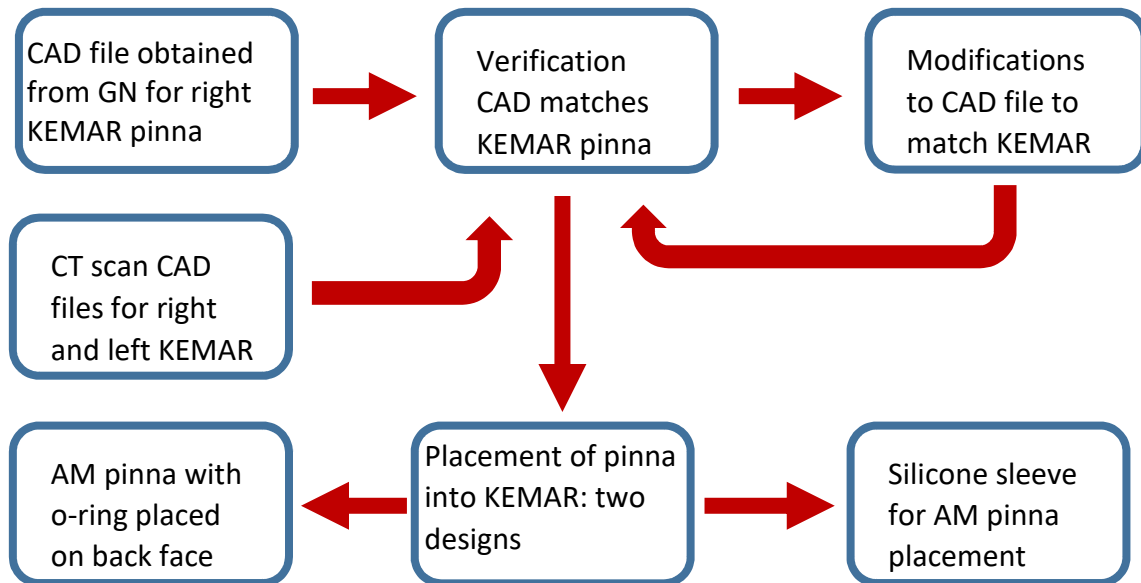 CAD file obtained
from GN for right
KEMAR pinna
Verification
CAD matches
KEMAR pinna
Modifications
to CAD file to
match KEMAR
CT scan CAD
files for right
and left KEMAR
AM pinna with
o-ring placed
on back face
Placement of pinna
into KEMAR: two
designs
Silicone sleeve
for AM pinna
placement